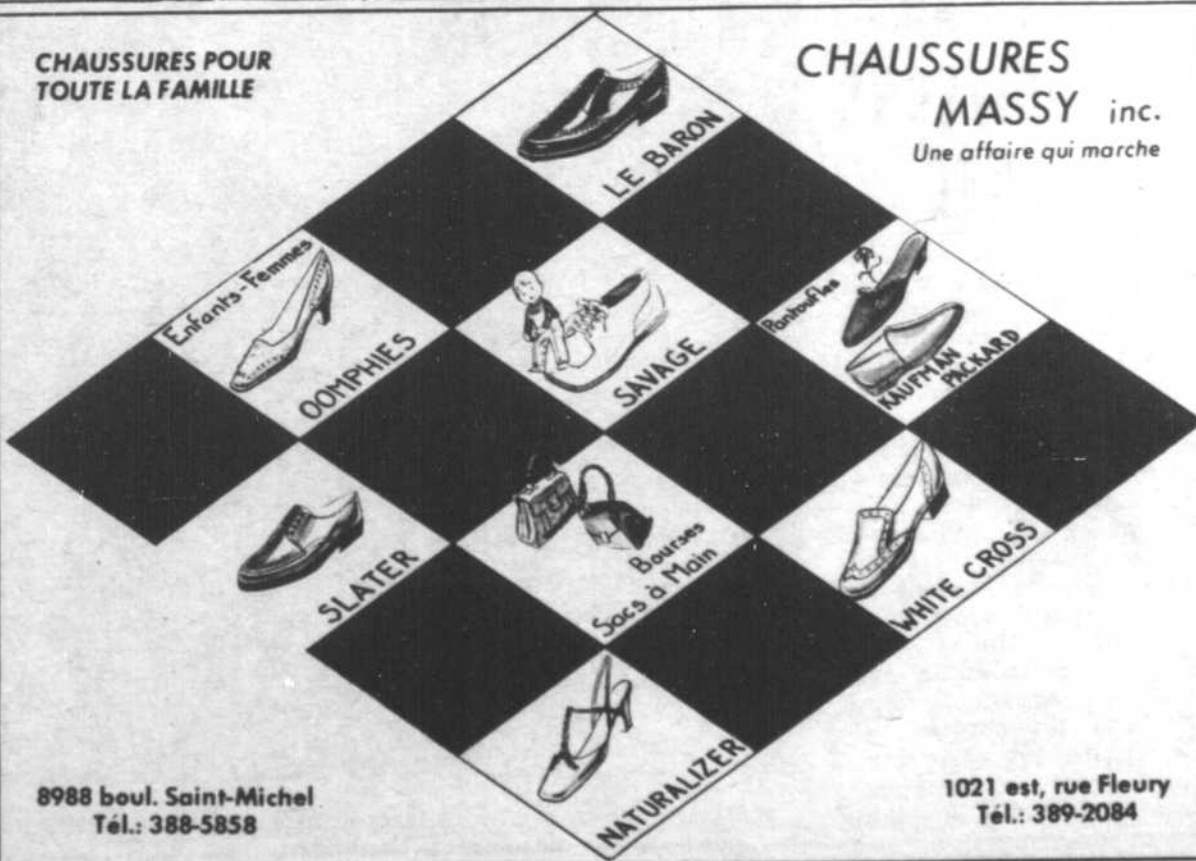 CHAUSSURES POUR
TOUTE LA FAMILLE
CHAUSSURES
MASSY inc.
Une affaire qui marche
LE BARON
Enfants-Femmes
OOMPHIES
SAVAGE
Pantoufles
KAUFMAN
PACKARD
SLATER
Bourses
Sacs à Main
WHITE CROSS
NATURALIZER
8988 boul. Saint-Michel
Tél.: 388-5858
1021 est, rue Fleury
Tél.: 389-2084